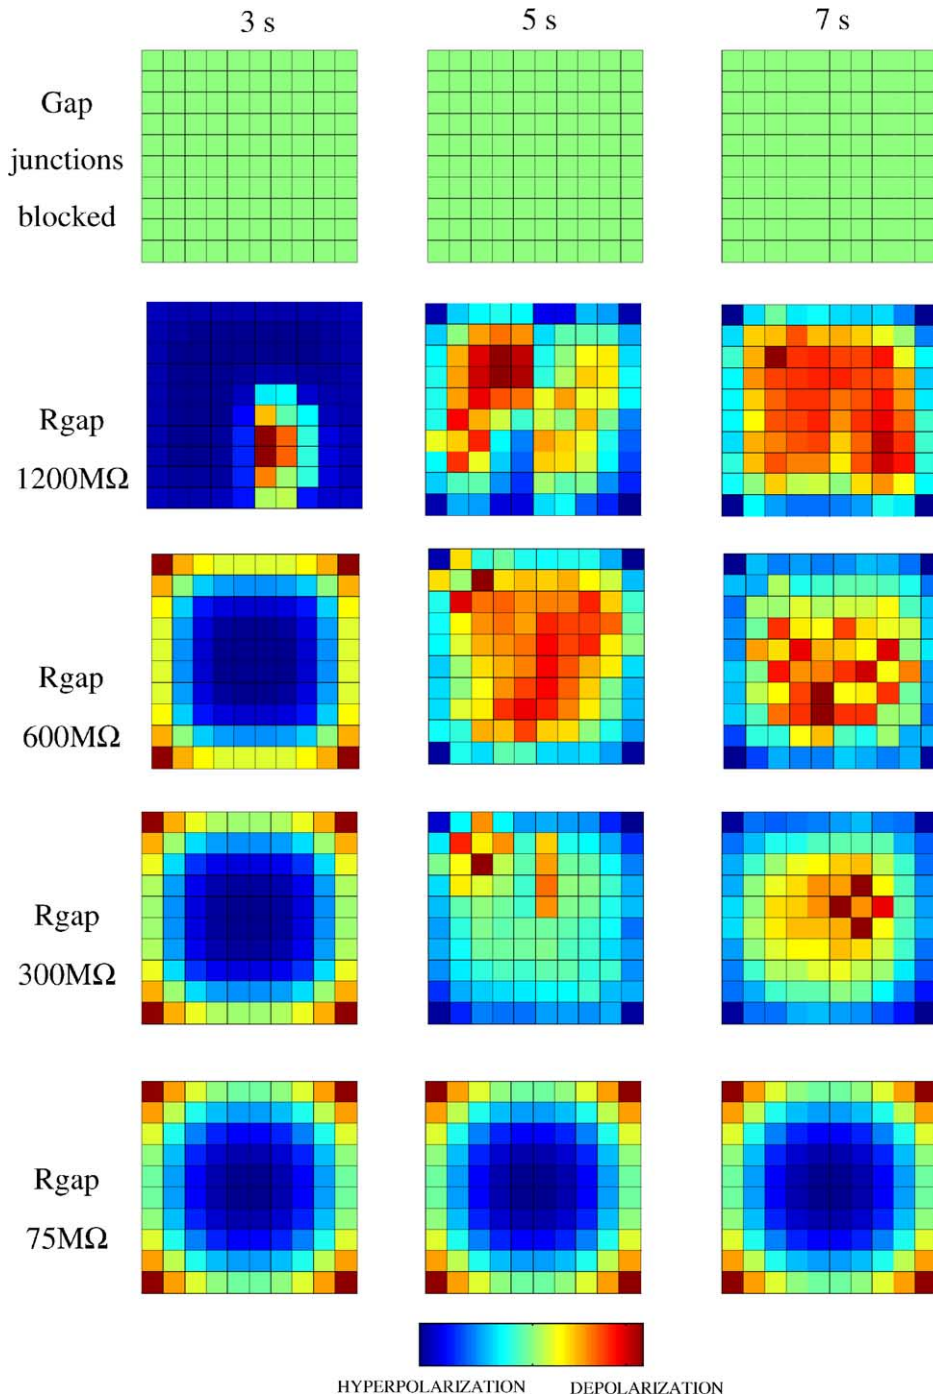 3 s 5 s 7 s
Gap
junctions
blocked
Rgap
1200MΩ
Rgap
600MΩ
Rgap
300MΩ
Rgap
75MΩ
HYPERPOLARIZATION DEPOLARIZATION